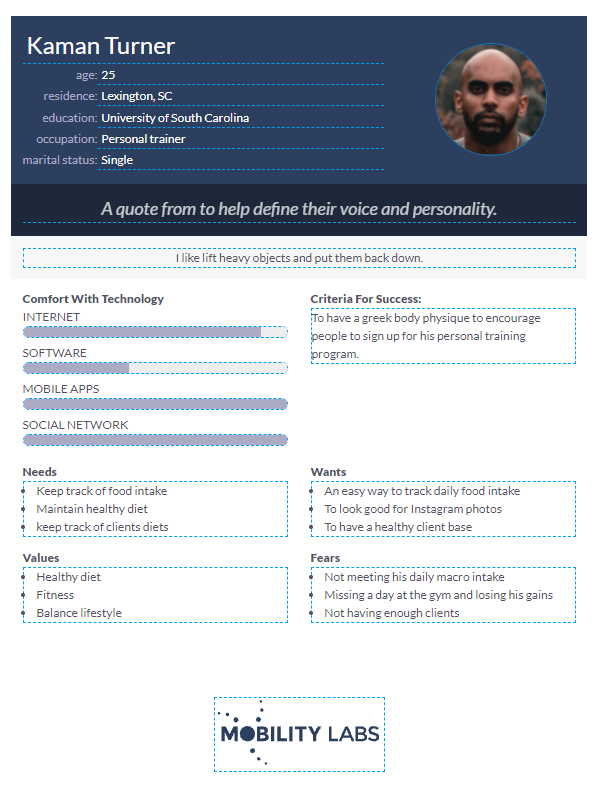 Kaman Turner
age: 25
residence: Lexington, SC
education: University of South Carolina
occupation: Personal trainer
marital status: Single
A quote from to help define their voice and personality.
I like lift heavy objects and put them back down.
Comfort With Technology
INTERNET
SOFTWARE
MOBILE APPS
SOCIAL NETWORK
Criteria For Success:
To have a greek body physique to encourage
people to sign up for his personal training
program.
Needs
Keep track of food intake
Maintain healthy diet
keep track of clients diets
Wants
An easy way to track daily food intake
To look good for Instagram photos
To have a healthy client base
Values
Healthy diet
Fitness
Balance lifestyle
Fears
Not meeting his daily macro intake
Missing a day at the gym and losing his gains
Not having enough clients
MOBILITY LABS